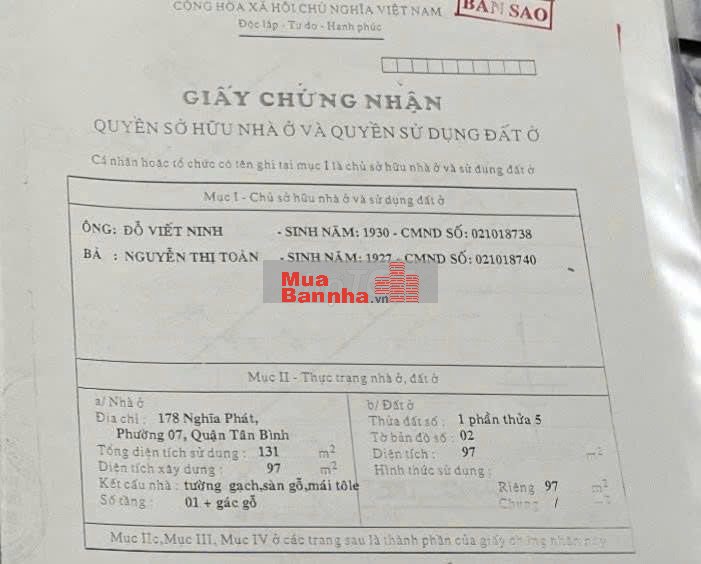 CỘNG HÒA XÃ HỘI CHỦ NGHĨA VIỆT NAM
BẢN SAO
Độc lập - Tự do - Hạnh phúc
GIẤY CHỨNG NHẬN
QUYỀN SỞ HỮU NHÀ Ở VÀ QUYỀN SỬ DỤNG ĐẤT Ở
Cá nhân hoặc tổ chức có tên ghi tại mục I là chủ sở hữu nhà ở và sử dụng đất ở
Mục I - Chủ sở hữu nhà ở và sử dụng đất ở
ÔNG: ĐỖ VIẾT NINH - SINH NĂM: 1930 - CMND SỐ: 021018738
BÀ : NGUYỄN THỊ TOÀN - SINH NĂM: 1927 - CMND SỐ: 021018740
Mua
Bannha.vn
Mục II - Thực trạng nhà ở, đất ở
a/ Nhà ở
Địa chỉ : 178 Nghĩa Phát,
Phường 07, Quận Tân Bình
Tổng diện tích sử dụng : 131 m²
Diện tích xây dựng : 97 m²
Kết cấu nhà : tường gạch,sàn gỗ,mái tôle
Số tầng : 01 + gác gỗ
b/ Đất ở
Thửa đất số : 1 phần thửa 5
Tờ bản đồ số : 02
Diện tích : 97 m²
Hình thức sử dụng :
Riêng 97 m²
Chung / m²
Mục IIc,Mục III, Mục IV ở các trang sau là thành phần của giấy chứng nhận này